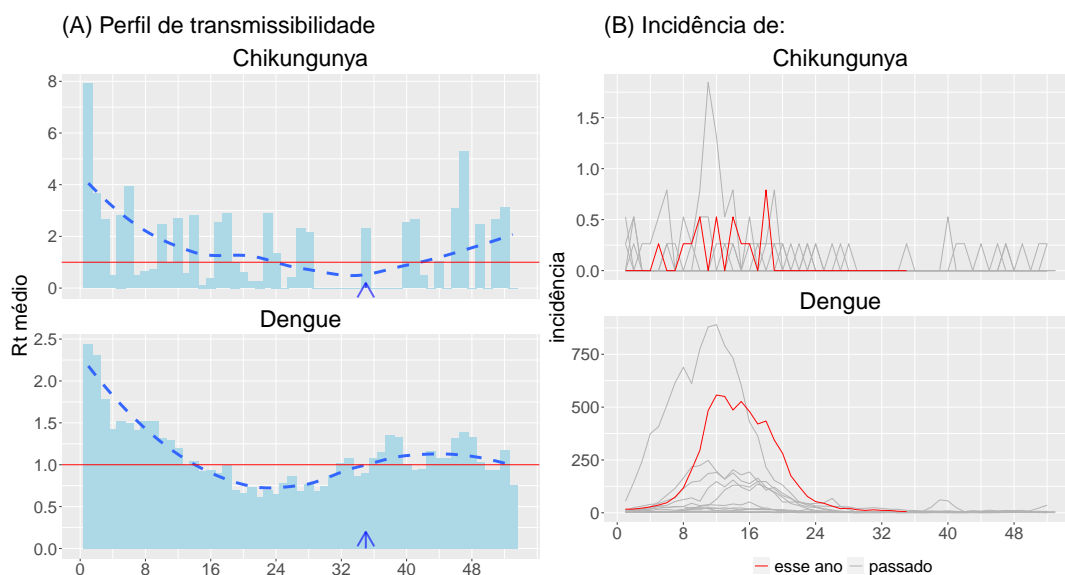 (A) Perfil de transmissibilidade
Chikungunya
8
6
4
2
0
Dengue
2.5
2.0
1.5
1.0
0.5
0.0
0 8 16 24 32 40 48
Rt médio
(B) Incidência de:
Chikungunya
1.5
1.0
0.5
0.0
Dengue
750
500
250
0
0 8 16 24 32 40 48
incidência
esse ano passado